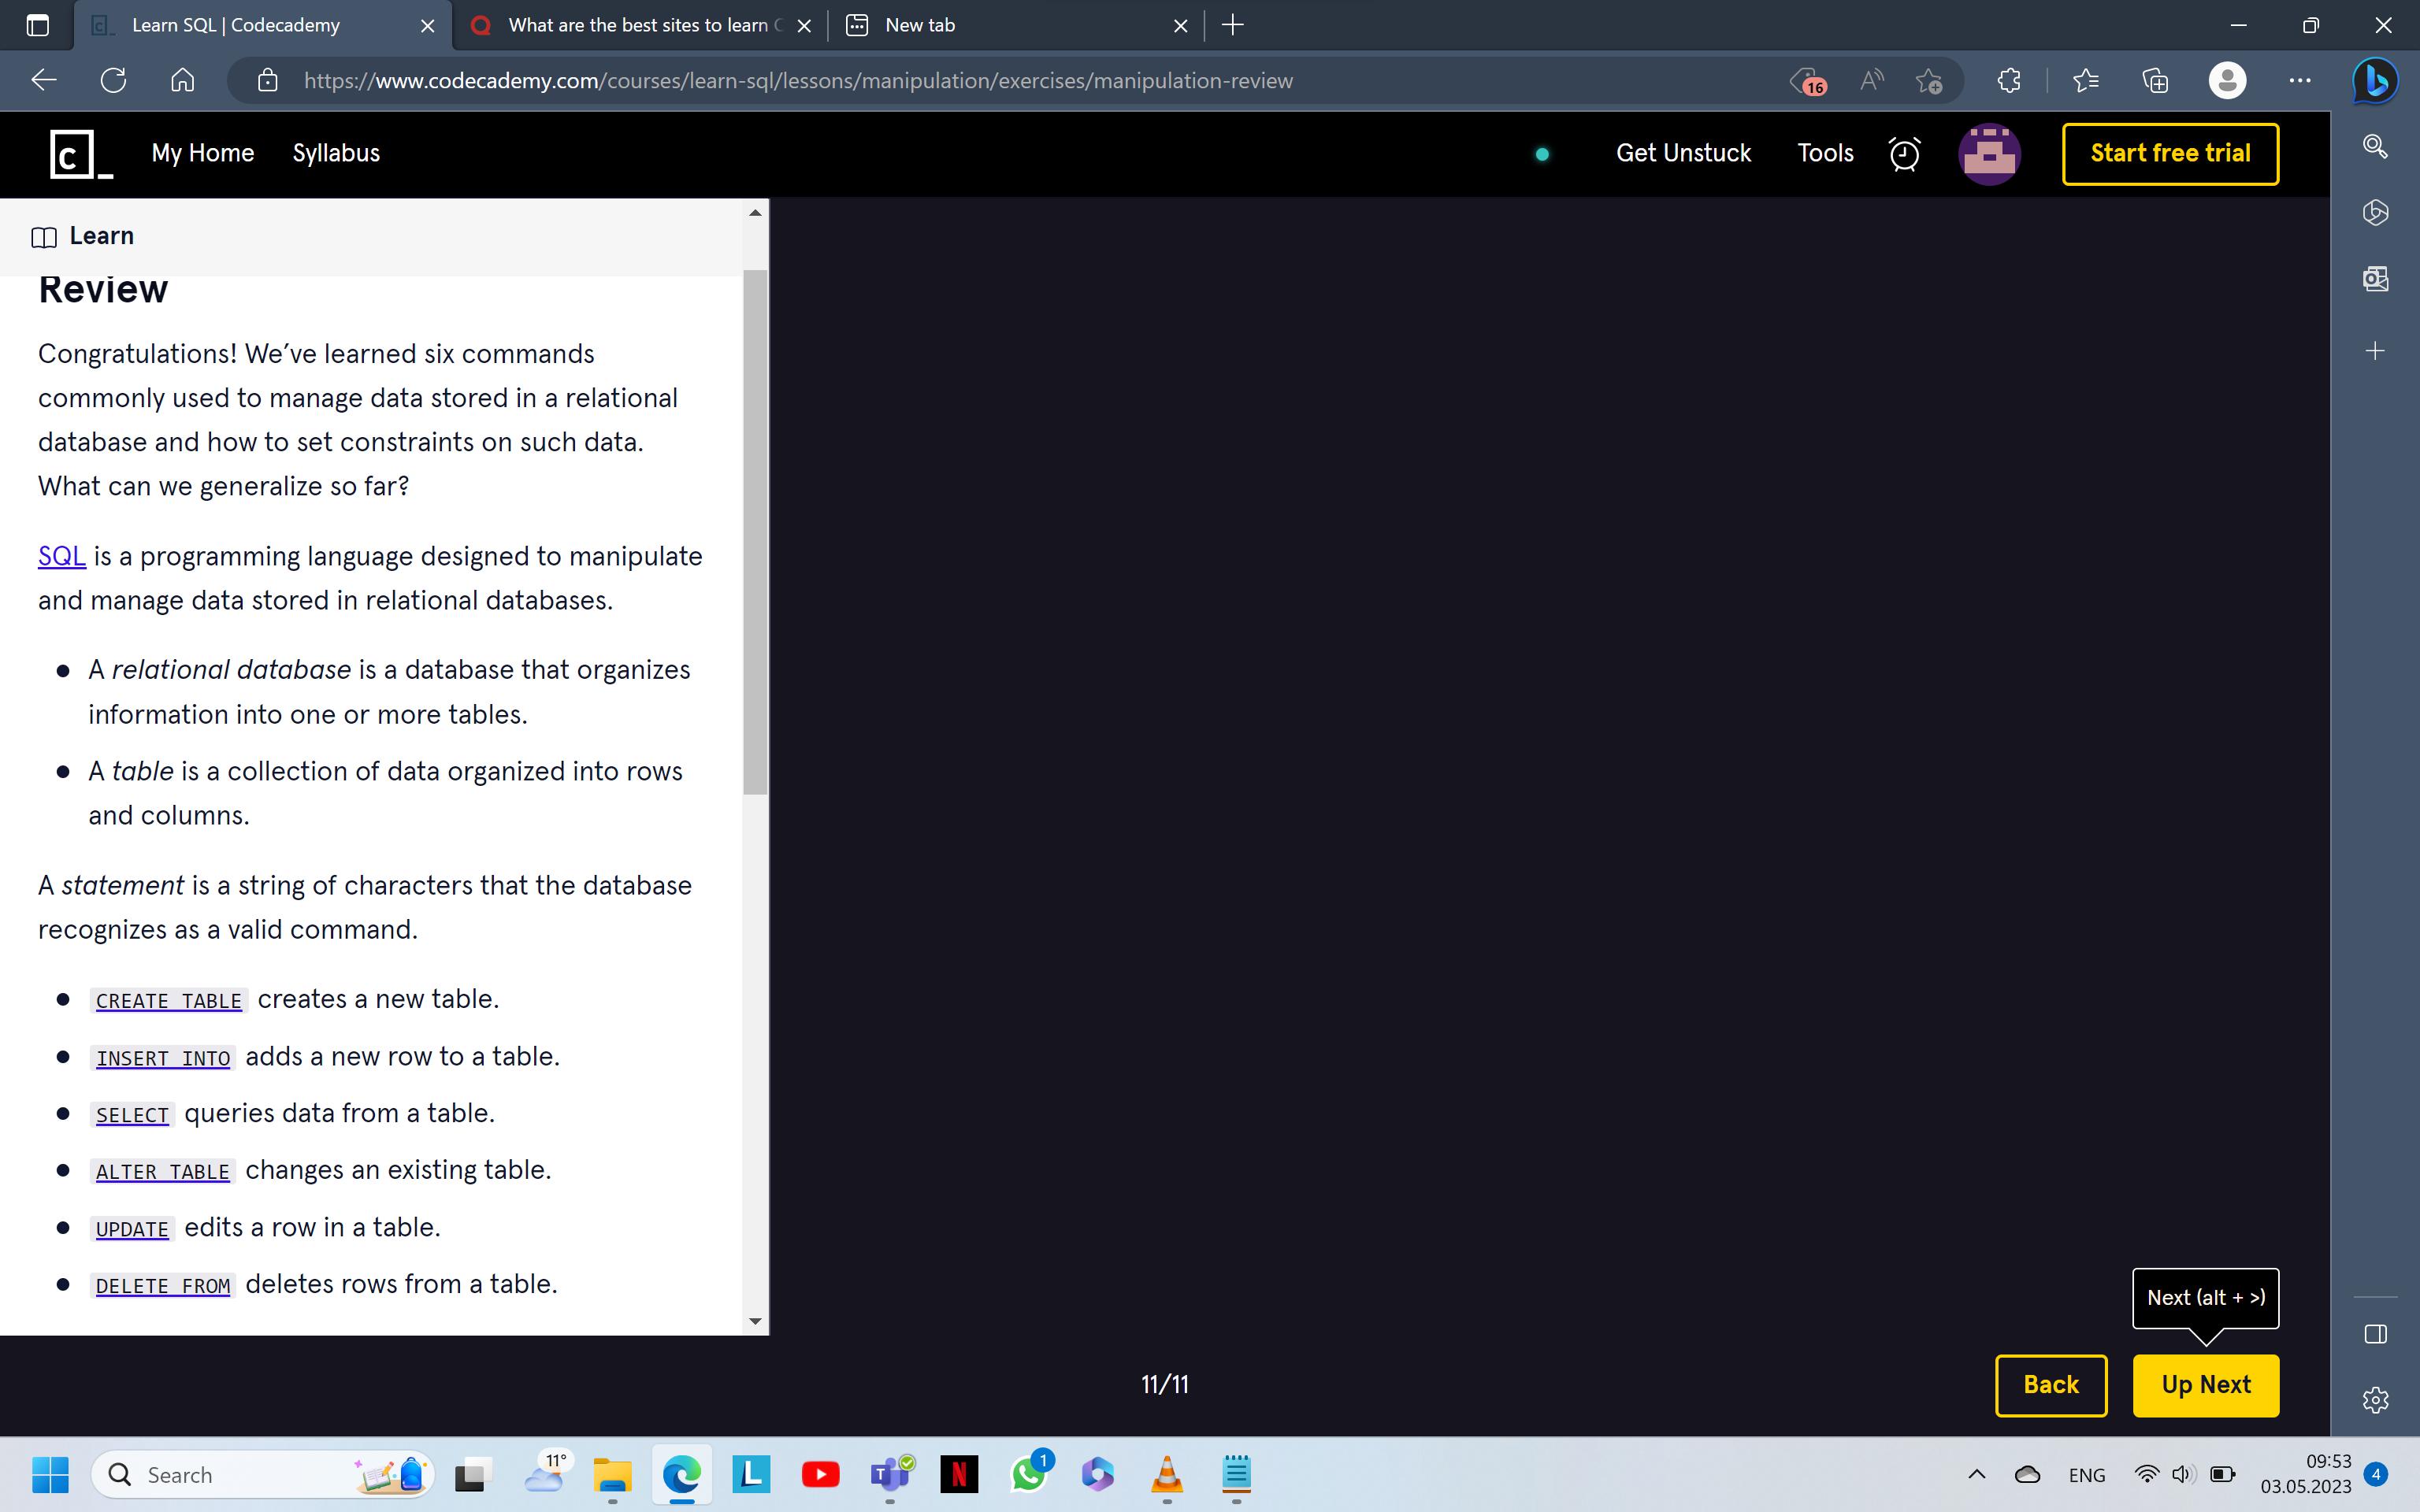 Learn SQL | Codecademy
What are the best sites to learn
New tab
https://www.codecademy.com/courses/learn-sql/lessons/manipulation/exercises/manipulation-review
16
My Home
Syllabus
Get Unstuck
Tools
Start free trial
Learn
Review
Congratulations! We’ve learned six commands
commonly used to manage data stored in a relational
database and how to set constraints on such data.
What can we generalize so far?
SQL is a programming language designed to manipulate
and manage data stored in relational databases.
A relational database is a database that organizes
information into one or more tables.
A table is a collection of data organized into rows
and columns.
A statement is a string of characters that the database
recognizes as a valid command.
CREATE TABLE creates a new table.
INSERT INTO adds a new row to a table.
SELECT queries data from a table.
ALTER TABLE changes an existing table.
UPDATE edits a row in a table.
DELETE FROM deletes rows from a table.
Next (alt + >)
11/11
Back
Up Next
Search
11°
1
ENG
09:53
03.05.2023
4